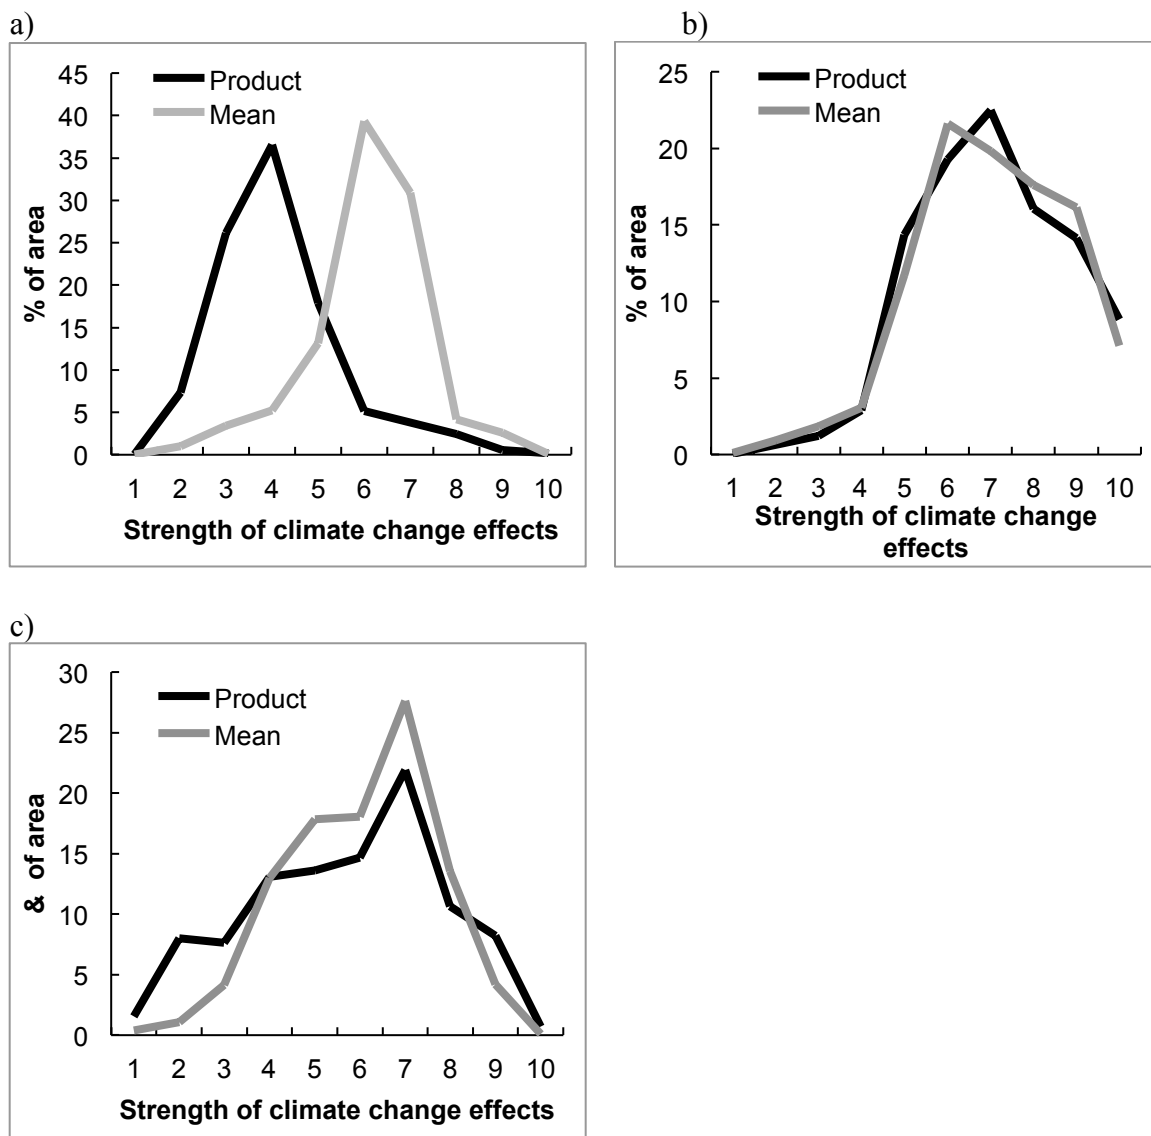 a)
Product
Mean
45
40
35
30
25
20
15
10
5
0
% of area
1 2 3 4 5 6 7 8 9 10
Strength of climate change effects
b)
Product
Mean
25
20
15
10
5
0
% of area
1 2 3 4 5 6 7 8 9 10
Strength of climate change
effects
c)
Product
Mean
30
25
20
15
10
5
0
& of area
1 2 3 4 5 6 7 8 9 10
Strength of climate change effects